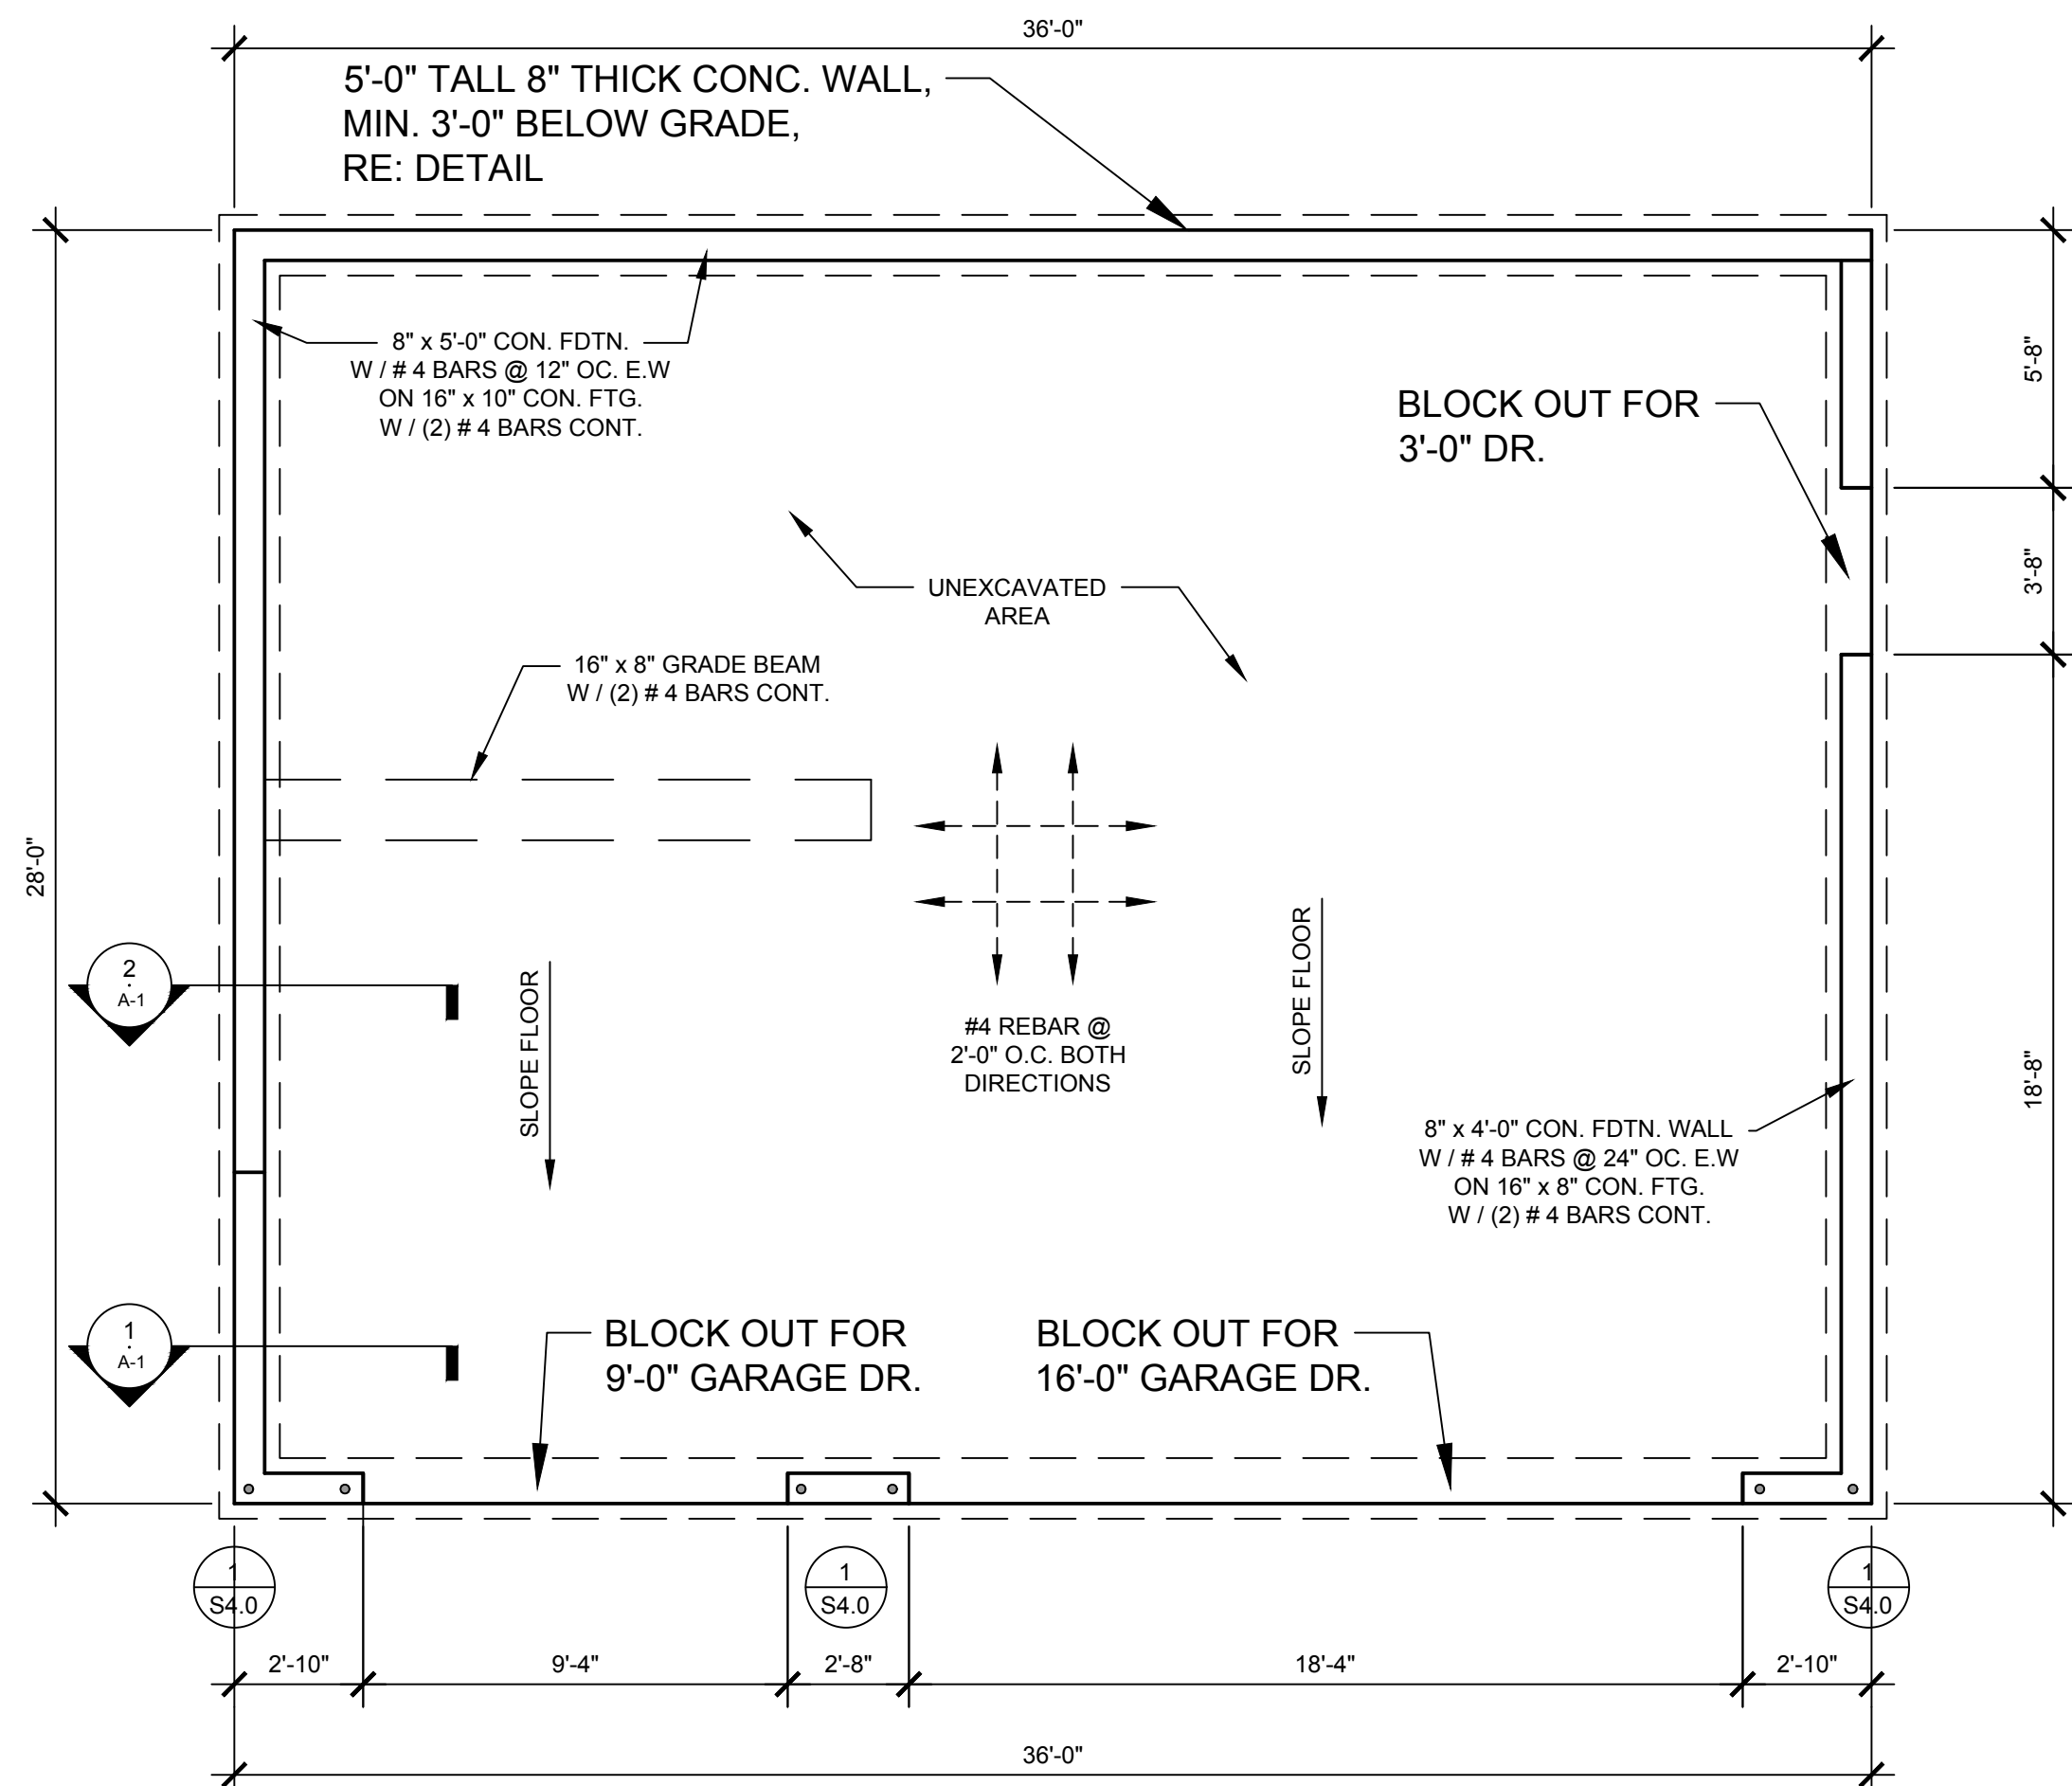 36'-0"
5'-0" TALL 8" THICK CONC. WALL,
MIN. 3'-0" BELOW GRADE,
RE: DETAIL
8" x 5'-0" CON. FDTN.
W / # 4 BARS @ 12" OC. E.W
ON 16" x 10" CON. FTG.
W / (2) # 4 BARS CONT.
5'-8"
BLOCK OUT FOR
3'-0" DR.
3'-8"
UNEXCAVATED
AREA
16" x 8" GRADE BEAM
W / (2) # 4 BARS CONT.
28'-0"
2
A-1
SLOPE FLOOR
#4 REBAR @
2'-0" O.C. BOTH
DIRECTIONS
SLOPE FLOOR
18'-8"
8" x 4'-0" CON. FDTN. WALL
W / # 4 BARS @ 24" OC. E.W
ON 16" x 8" CON. FTG.
W / (2) # 4 BARS CONT.
1
A-1
BLOCK OUT FOR
9'-0" GARAGE DR.
BLOCK OUT FOR
16'-0" GARAGE DR.
1
S4.0
1
S4.0
1
S4.0
2'-10"
9'-4"
2'-8"
18'-4"
2'-10"
36'-0"